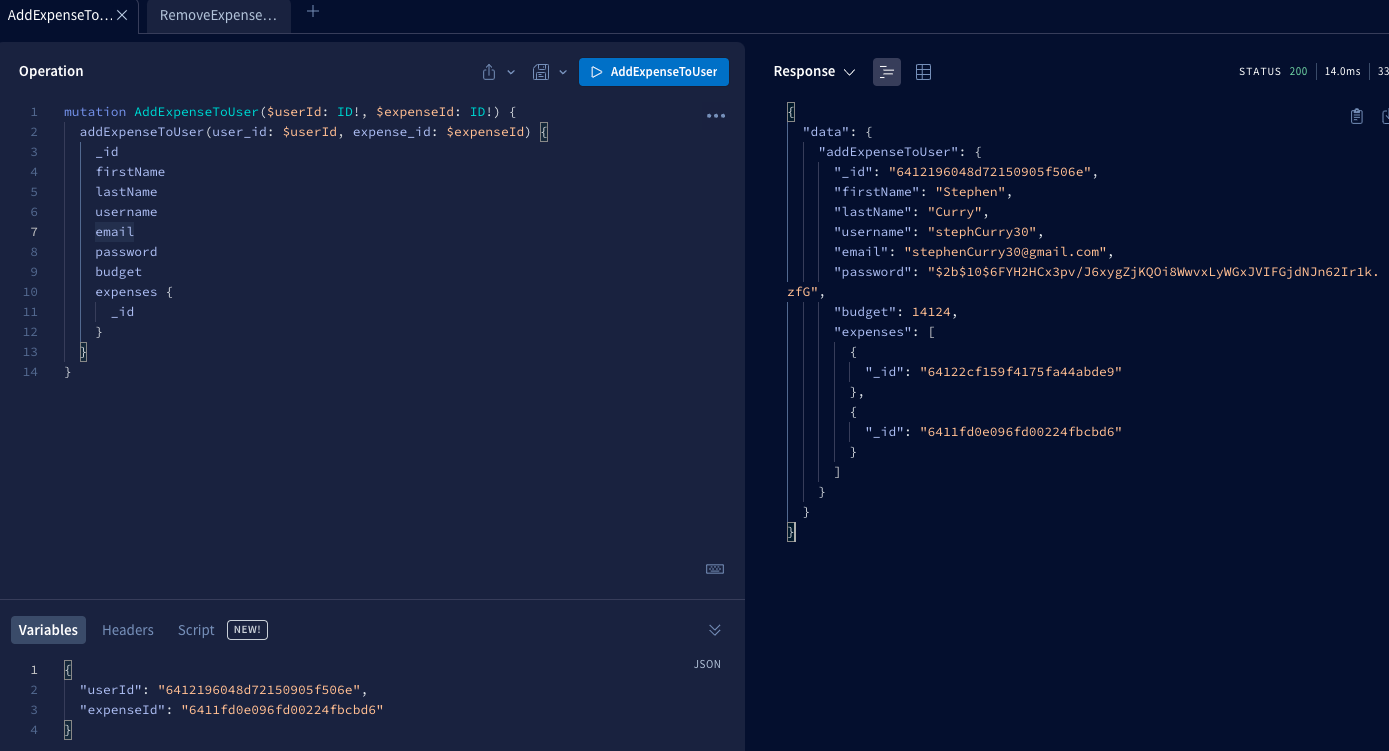 AddExpenseTo...
RemoveExpense...
Operation
AddExpenseToUser
1 mutation AddExpenseToUser($userId: ID!, $expenseId: ID!) {
2 addExpenseToUser(user_id: $userId, expense_id: $expenseId) {
3 _id
4 firstName
5 lastName
6 username
7 email
8 password
9 budget
10 expenses {
11 _id
12 }
13 }
14 }
Variables Headers Script NEW!
JSON
1 {
2 "userId": "6412196048d72150905f506e",
3 "expenseId": "6411fd0e096fd00224fbcbd6"
4 }
Response
STATUS 200 14.0ms 33
{
"data": {
"addExpenseToUser": {
"_id": "6412196048d72150905f506e",
"firstName": "Stephen",
"lastName": "Curry",
"username": "stephCurry30",
"email": "stephenCurry30@gmail.com",
"password": "$2b$10$6FYH2HCx3pv/J6xygZjKQOi8WwvxLyWGxJVIFGjdNJn62Ir1k.
zfG",
"budget": 14124,
"expenses": [
{
"_id": "64122cf159f4175fa44abde9"
},
{
"_id": "6411fd0e096fd00224fbcbd6"
}
]
}
}
}